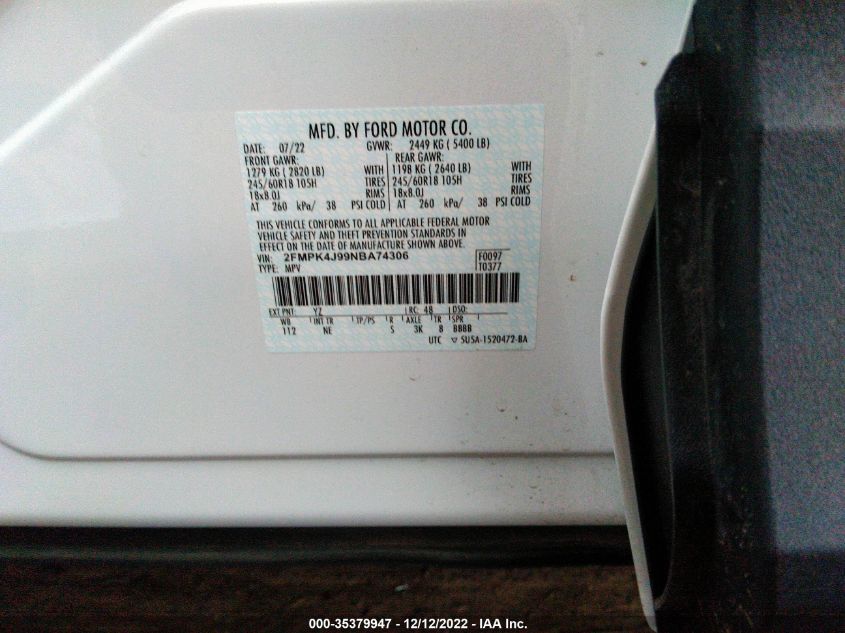 MFD. BY FORD MOTOR CO.
DATE: 07/22 GVWR: 2449 KG ( 5400 LB)
FRONT GAWR: REAR GAWR:
1279 KG ( 2820 LB) WITH 1198 KG ( 2640 LB) WITH
245/60R18 105H TIRES 245/60R18 105H TIRES
18x8.0J RIMS 18x8.0J RIMS
AT 260 kPa/ 38 PSI COLD AT 260 kPa/ 38 PSI COLD
THIS VEHICLE CONFORMS TO ALL APPLICABLE FEDERAL MOTOR
VEHICLE SAFETY AND THEFT PREVENTION STANDARDS IN
EFFECT ON THE DATE OF MANUFACTURE SHOWN ABOVE.
VIN: 2FMPK4J99NBA74306 F0097
TYPE: MPV T0377
EXT PNT: YZ RC: 48 DSO:
WB INT TR TP/PS R AXLE TR SPR
112 NE S 3K 8 BBBB
UTC ▽ 5U5A-1520472-BA
000-35379947 - 12/12/2022 - IAA Inc.